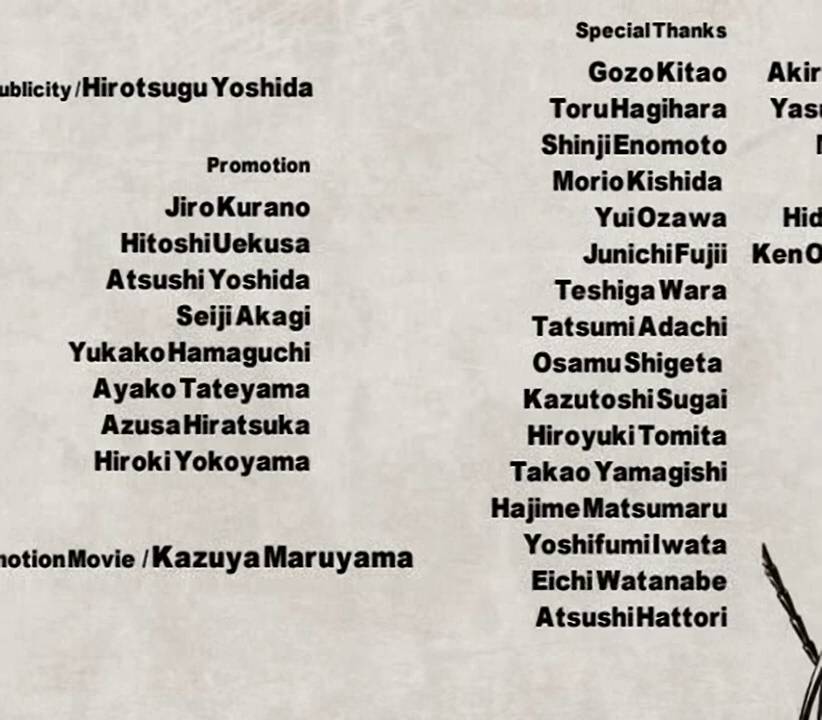 /Hirotsugu Yoshida
Promotion
Jiro Kurano
Hitoshi Uekusa
Atsushi Yoshida
Seiji Akagi
Yukako Hamaguchi
Ayako Tateyama
Azusa Hiratsuka
Hiroki Yokoyama
Movie / Kazuya Maruyama
Special Thanks
Gozo Kitao
Toru Hagihara
Shinji Enomoto
Morio Kishida
Yui Ozawa
Junichi Fujii
Teshiga Wara
Tatsumi Adachi
Osamu Shigeta
Kazutoshi Sugai
Hiroyuki Tomita
Takao Yamagishi
Hajime Matsumaru
Yoshifumi Iwata
Eichi Watanabe
Atsushi Hattori
Ken